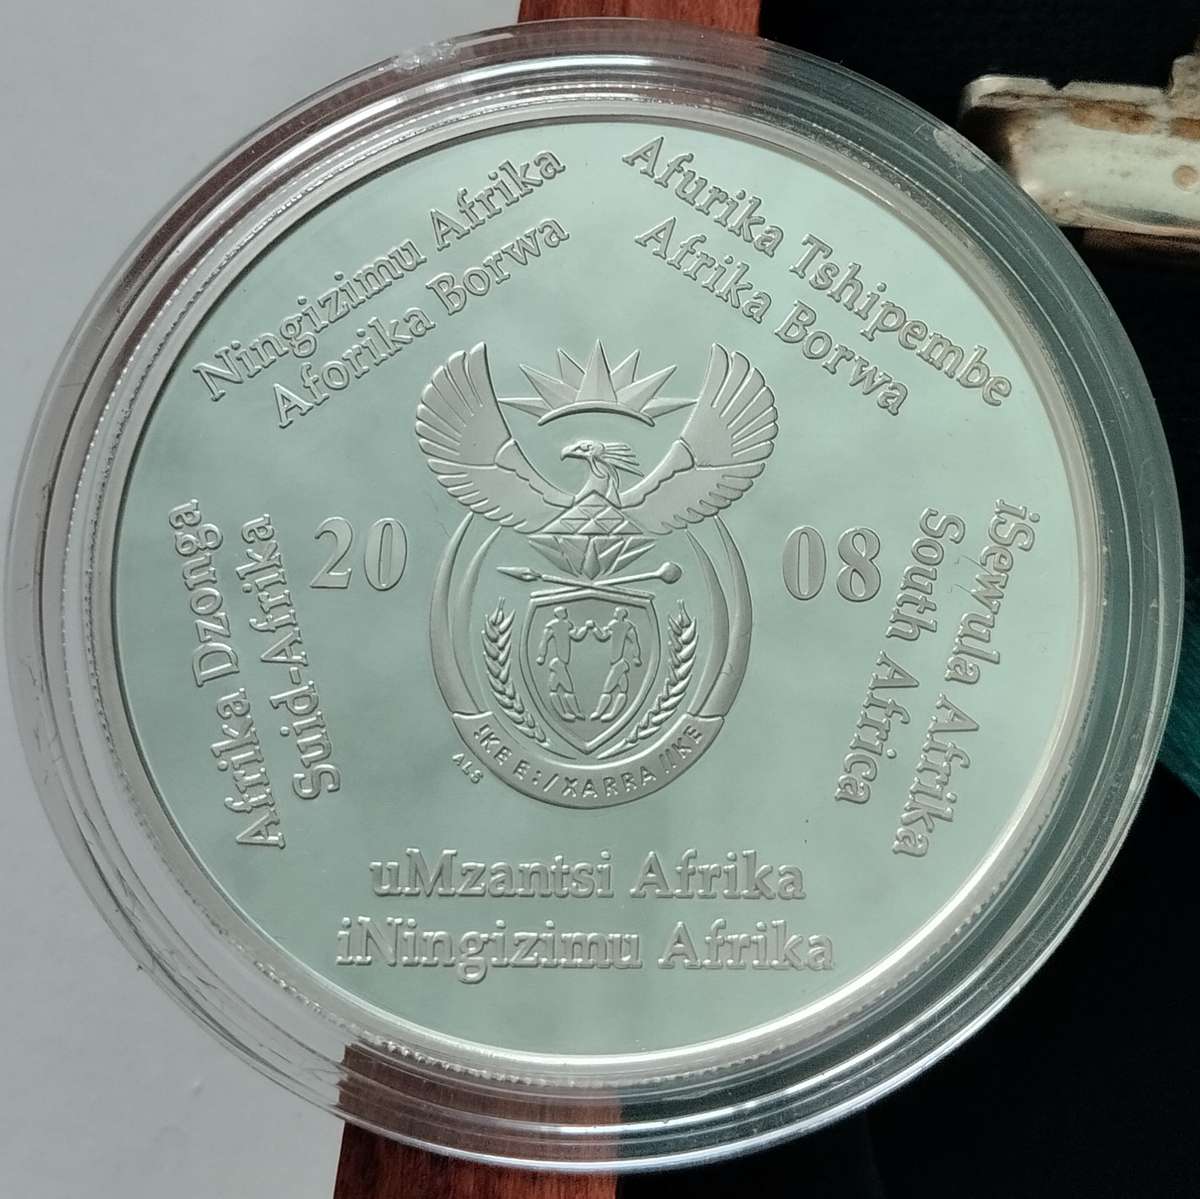 Ningizimu Afrika
Aforika Borwa
Afurika Tshipembe
Afrika Borwa
Afrika Dzonga
Suid-Afrika
20 08
iSewula Afrika
South Africa
!KE E: /XARRA //KE
ALS
uMzantsi Afrika
iNingizimu Afrika